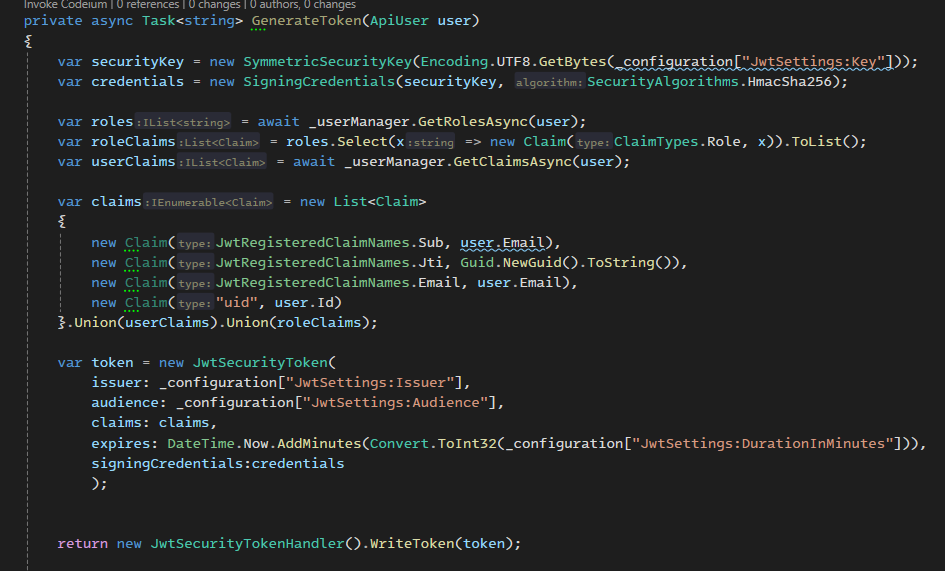 Invoke Codeium | 0 references | 0 changes | 0 authors, 0 changes
private async Task<string> GenerateToken(ApiUser user)
{
var securityKey = new SymmetricSecurityKey(Encoding.UTF8.GetBytes(_configuration["JwtSettings:Key"]));
var credentials = new SigningCredentials(securityKey, algorithm: SecurityAlgorithms.HmacSha256);
var roles :IList<string> = await _userManager.GetRolesAsync(user);
var roleClaims :List<Claim> = roles.Select(x :string => new Claim( type: ClaimTypes.Role, x)).ToList();
var userClaims :IList<Claim> = await _userManager.GetClaimsAsync(user);
var claims :IEnumerable<Claim> = new List<Claim>
{
new Claim( type: JwtRegisteredClaimNames.Sub, user.Email),
new Claim( type: JwtRegisteredClaimNames.Jti, Guid.NewGuid().ToString()),
new Claim( type: JwtRegisteredClaimNames.Email, user.Email),
new Claim( type: "uid", user.Id)
}.Union(userClaims).Union(roleClaims);
var token = new JwtSecurityToken(
issuer: _configuration["JwtSettings:Issuer"],
audience: _configuration["JwtSettings:Audience"],
claims: claims,
expires: DateTime.Now.AddMinutes(Convert.ToInt32(_configuration["JwtSettings:DurationInMinutes"])),
signingCredentials:credentials
);
return new JwtSecurityTokenHandler().WriteToken(token);